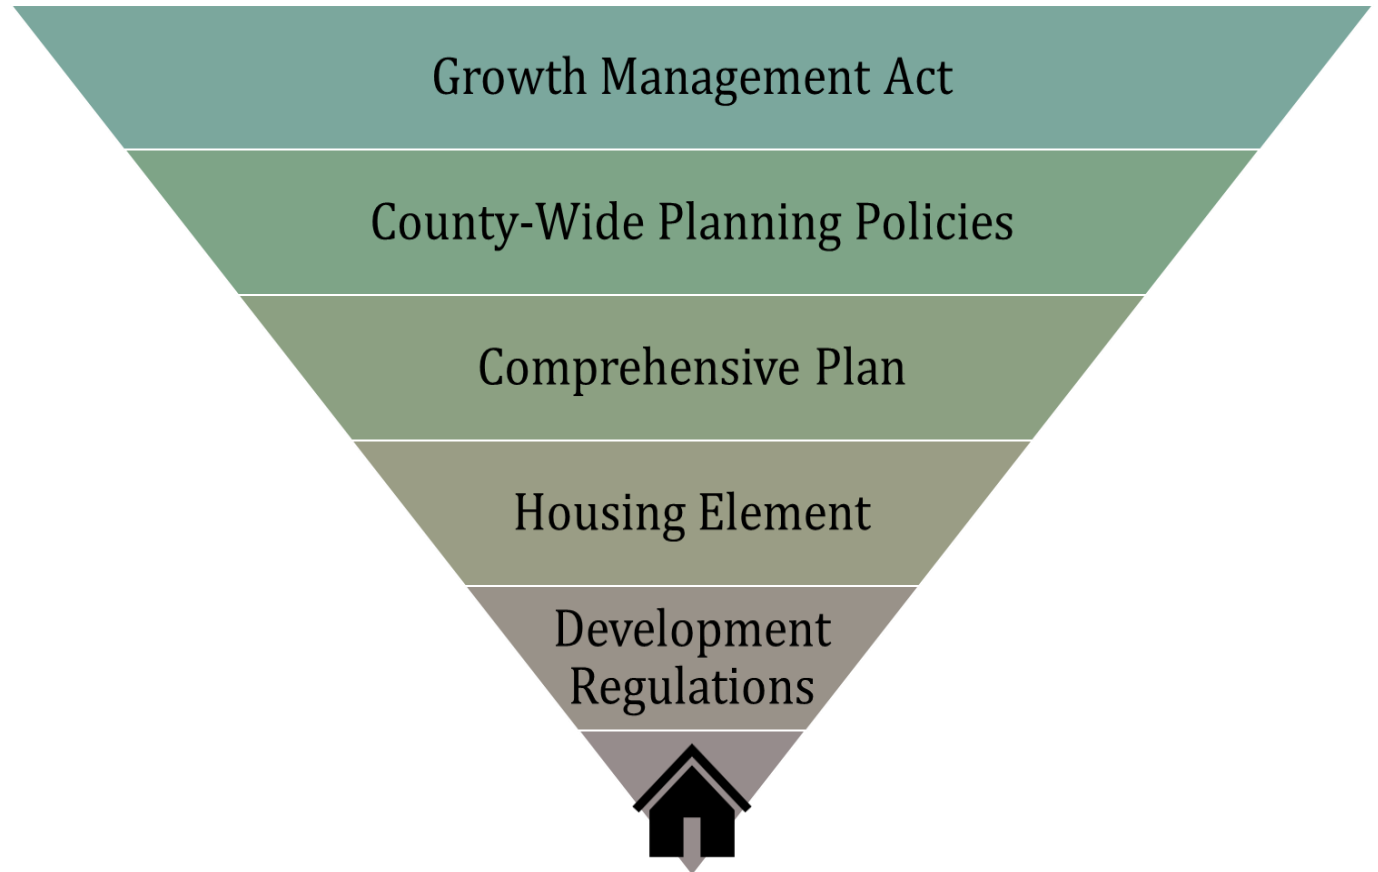 Growth Management Act
County-Wide Planning Policies
Comprehensive Plan
Housing Element
Development
Regulations